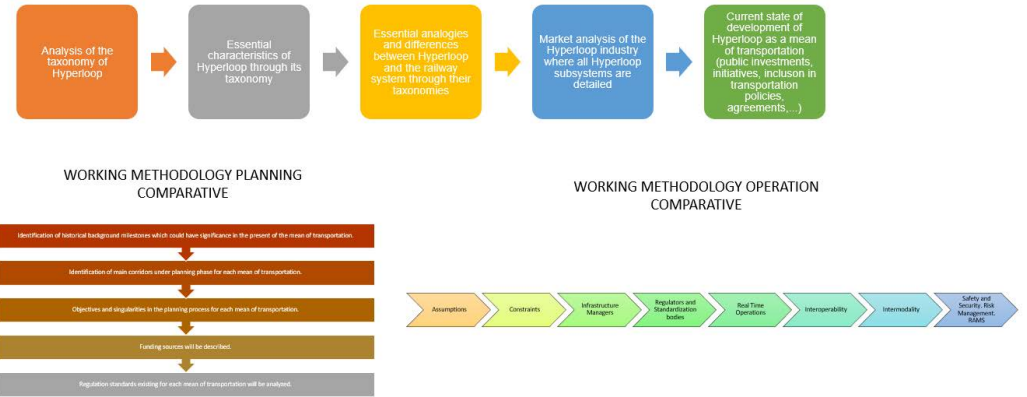 Analysis of the
taxonomy of
Hyperloop
Essential
characteristics of
Hyperloop through its
taxonomy
Essential analogies
and differences
between Hyperloop
and the railway
system through their
taxonomies
Market analysis of the
Hyperloop industry
where all Hyperloop
subsystems are
detailed
Current state of
development of
Hyperloop as a mean
of transportation
(public investments,
initiatives, incluson in
transportation
policies,
agreements,...)
WORKING METHODOLOGY PLANNING
COMPARATIVE
Identification of historical background milestones which could have significance in the present of the mean of transportation.
Identification of main corridors under planning phase for each mean of transportation.
Objectives and singularities in the planning process for each mean of transportation.
Funding sources will be described.
Regulation standards existing for each mean of transportation will be analyzed.
WORKING METHODOLOGY OPERATION
COMPARATIVE
Assumptions
Constraints
Infrastructure
Managers
Regulators and
Standardization
bodies
Real Time
Operations
Interoperability
Intermodality
Safety and
Security, Risk
Management.
RAMS